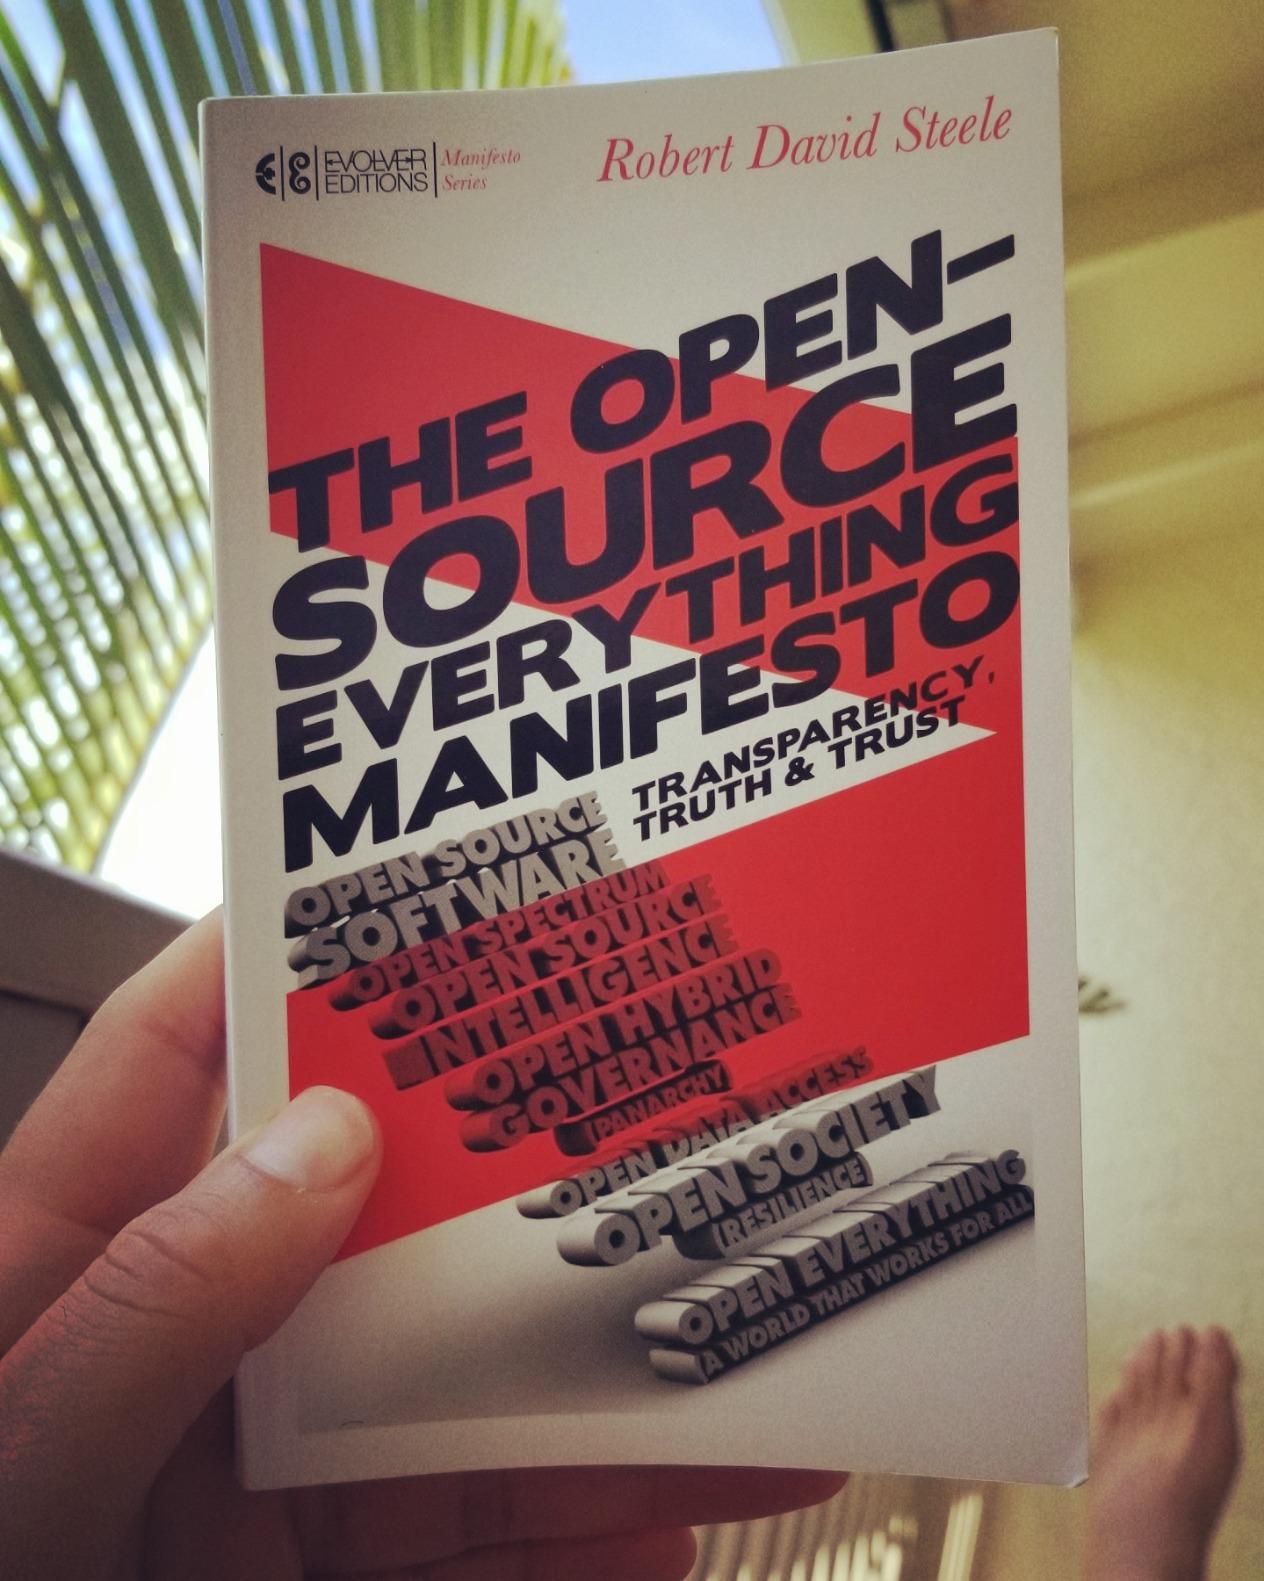 EVOLVER
EDITIONS
Manifesto
Series
Robert David Steele
THE OPEN-
SOURCE
EVERYTHING
MANIFESTO
TRANSPARENCY,
TRUTH & TRUST
OPEN SOURCE
SOFTWARE
OPEN SPECTRUM
OPEN SOURCE
INTELLIGENCE
OPEN HYBRID
GOVERNANCE
(PANARCHY)
OPEN DATA ACCESS
OPEN SOCIETY
(RESILIENCE)
OPEN EVERYTHING
(A WORLD THAT WORKS FOR ALL)